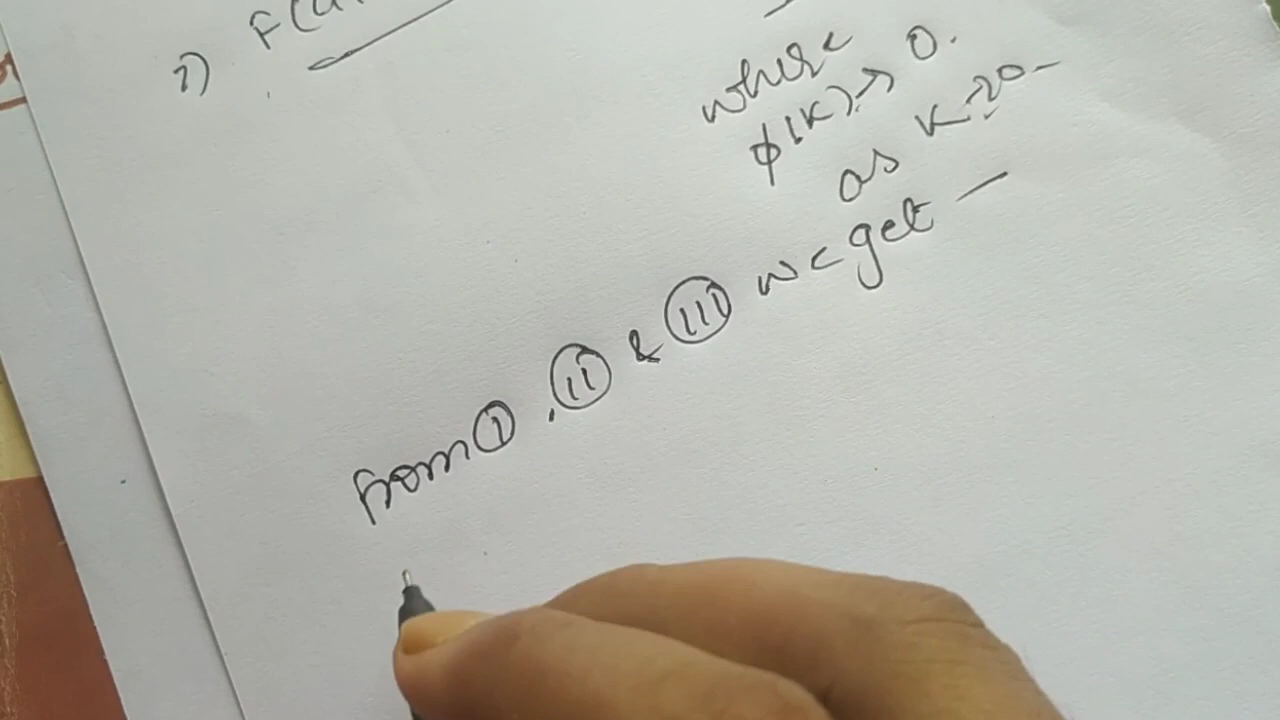 i) F(a
where
φ(K) → 0.
as K→0-
From (i), (ii) & (iii) we get —